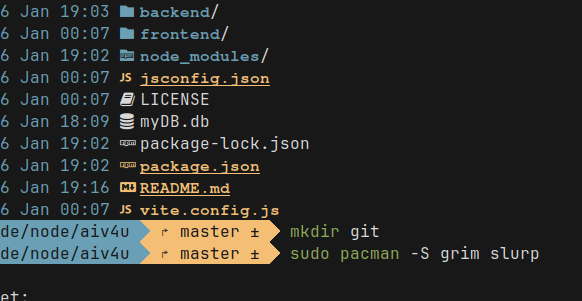 6 Jan 19:03 backend/
6 Jan 00:07 frontend/
6 Jan 19:02 node_modules/
6 Jan 00:07 JS jsconfig.json
6 Jan 00:07 LICENSE
6 Jan 18:09 myDB.db
6 Jan 19:02 package-lock.json
6 Jan 19:02 package.json
6 Jan 19:16 README.md
6 Jan 00:07 JS vite.config.js
de/node/aiv4u master ± mkdir git
de/node/aiv4u master ± sudo pacman -S grim slurp
et: